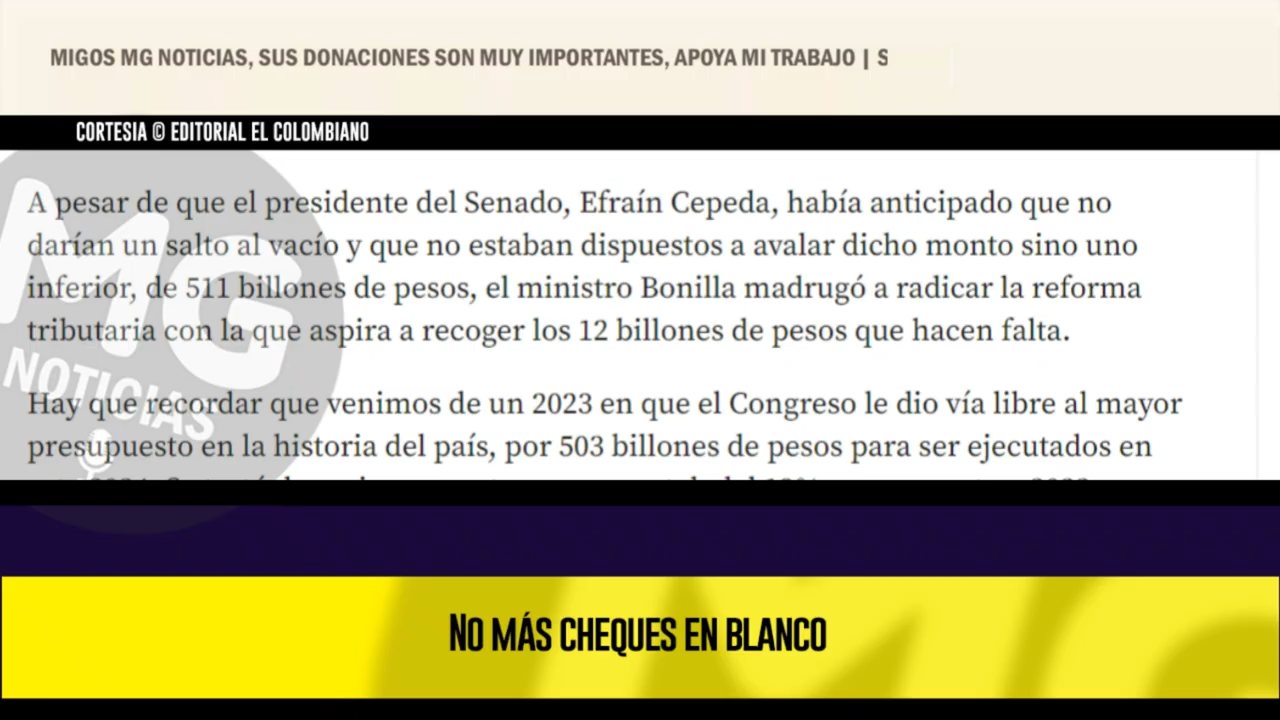 MIGOS MG NOTICIAS, SUS DONACIONES SON MUY IMPORTANTES, APOYA MI TRABAJO | S
CORTESIA © EDITORIAL EL COLOMBIANO
A pesar de que el presidente del Senado, Efraín Cepeda, había anticipado que no
darían un salto al vacío y que no estaban dispuestos a avalar dicho monto sino uno
inferior, de 511 billones de pesos, el ministro Bonilla madrugó a radicar la reforma
tributaria con la que aspira a recoger los 12 billones de pesos que hacen falta.
Hay que recordar que venimos de un 2023 en que el Congreso le dio vía libre al mayor
presupuesto en la historia del país, por 503 billones de pesos para ser ejecutados en
MG
NOTICIAS
NO MÁS CHEQUES EN BLANCO